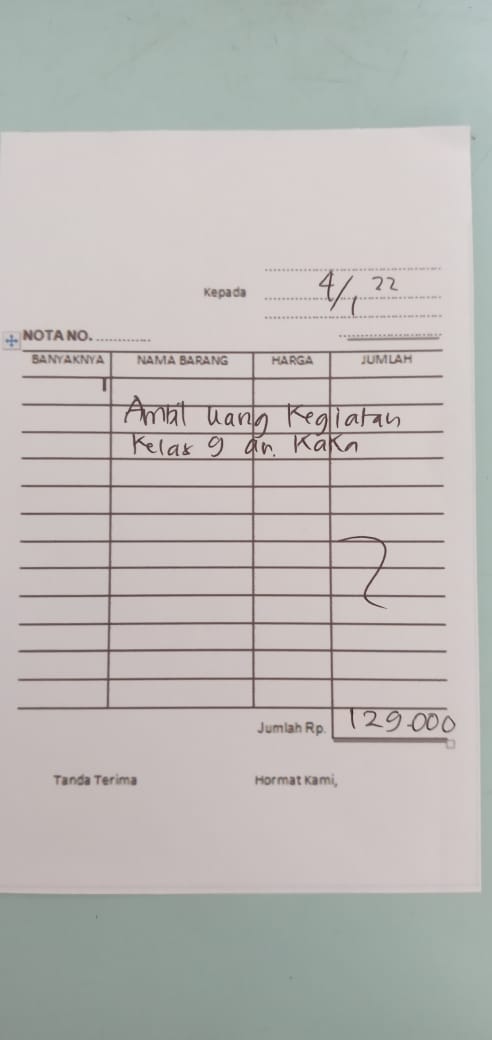 Kepada
4/1 22
NOTA NO. ..............
BANYAKNYA NAMA BARANG HARGA JUMLAH
Ambil uang Kegiatan
Kelas 9 an. Kaka
Jumlah Rp. 129.000
Tanda Terima Hormat Kami,